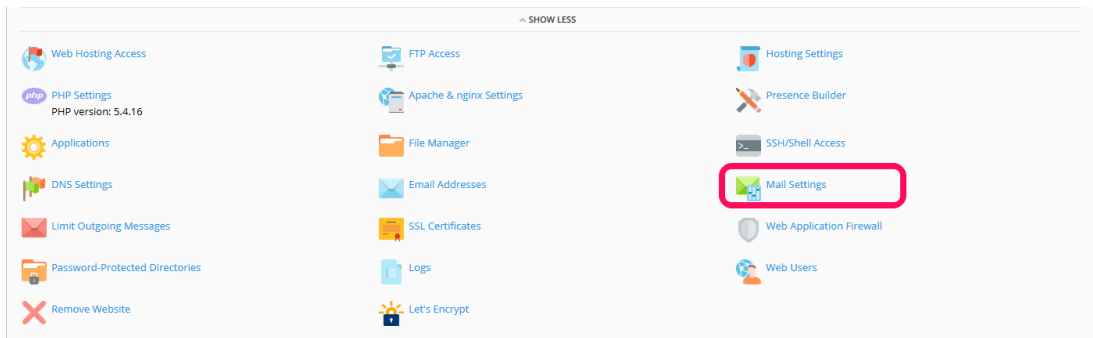 SHOW LESS
Web Hosting Access
FTP Access
Hosting Settings
php
PHP Settings
PHP version: 5.4.16
Apache & nginx Settings
Presence Builder
Applications
File Manager
>_
SSH/Shell Access
DNS Settings
Email Addresses
Mail Settings
Limit Outgoing Messages
SSL Certificates
Web Application Firewall
Password-Protected Directories
Logs
Web Users
Remove Website
Let's Encrypt